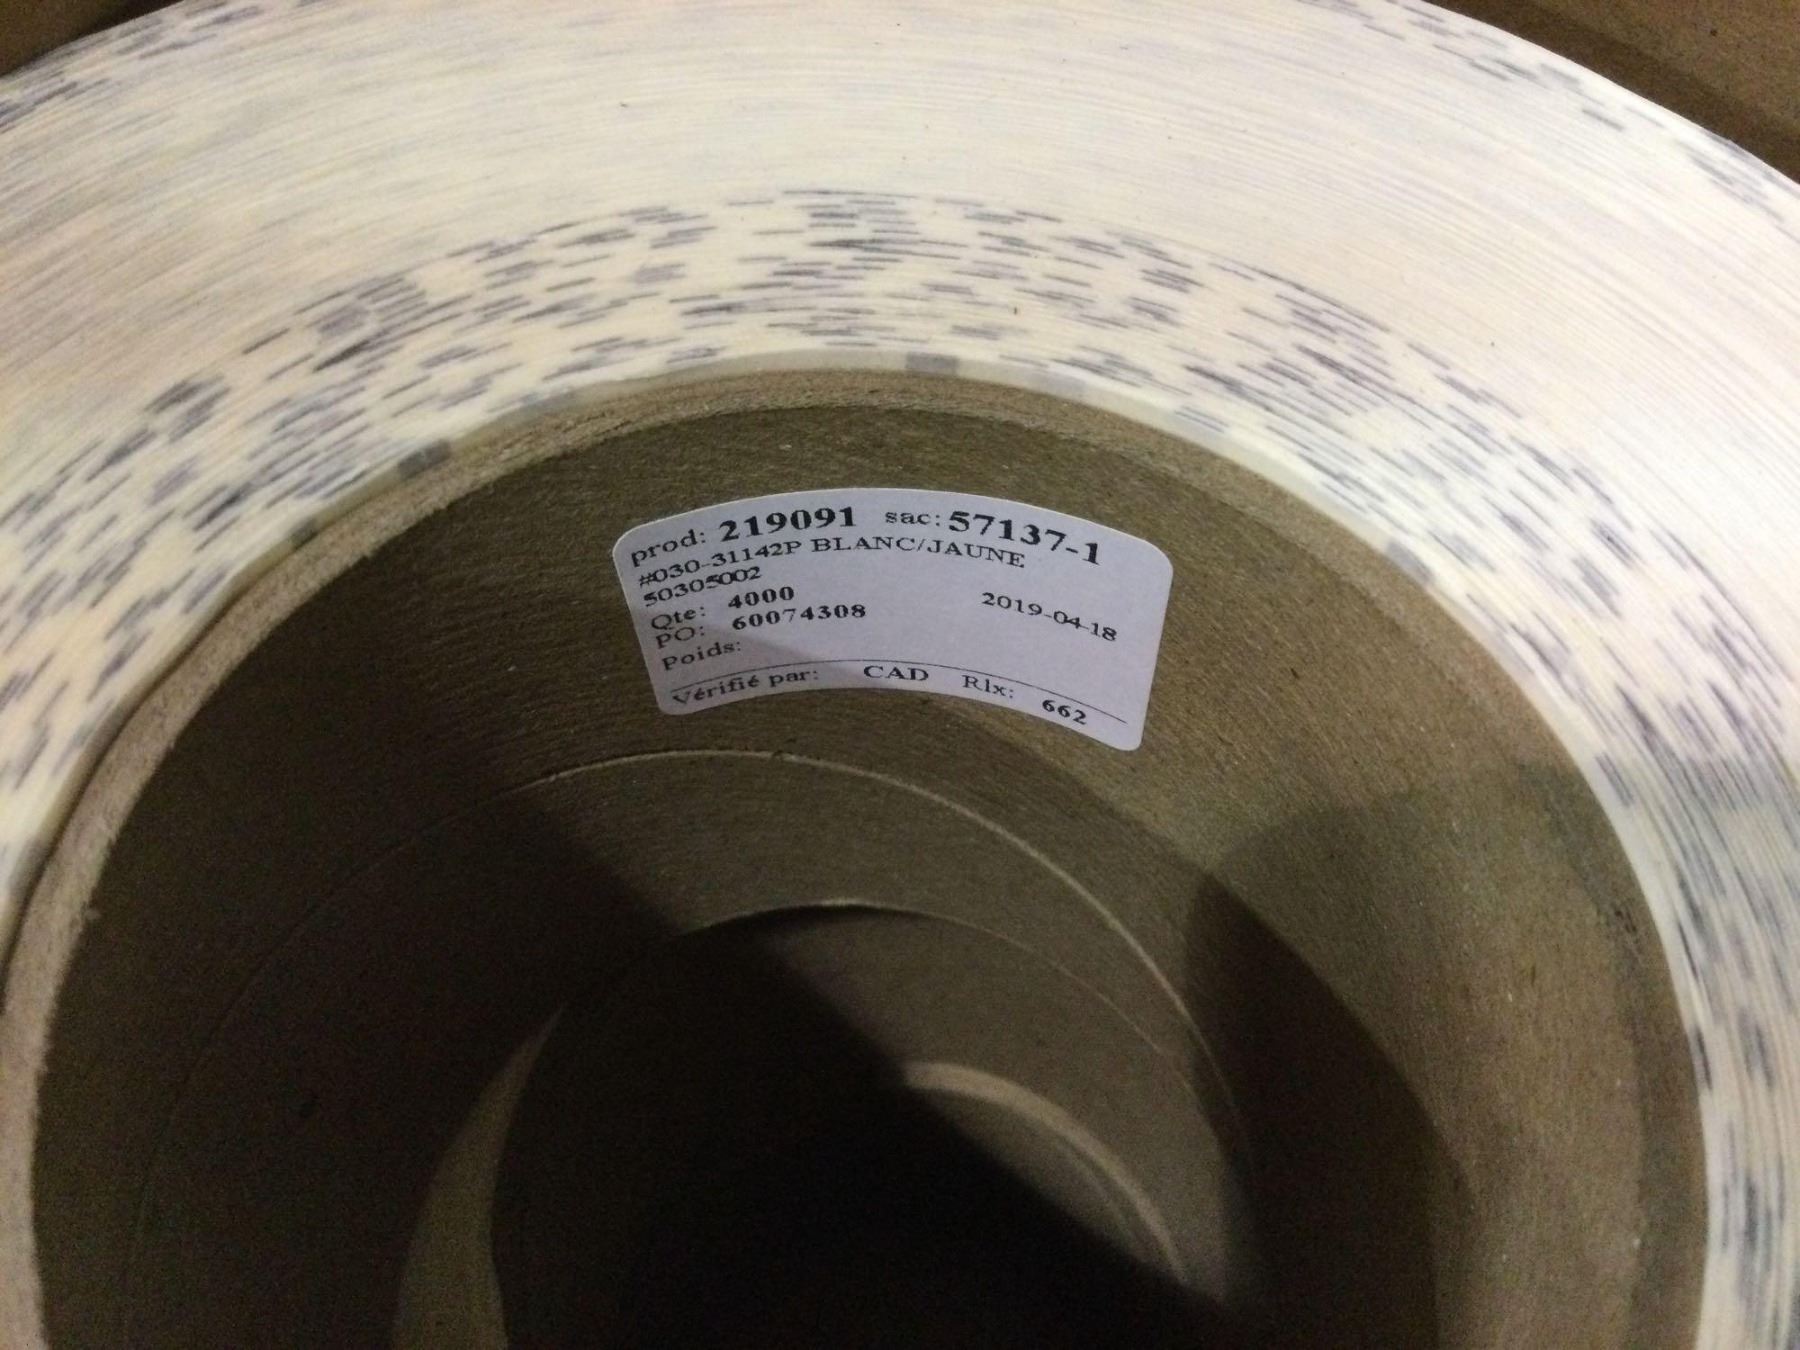 prod: 219091 sac: 57137-1
#030-31142P BLANC/JAUNE
50305002
Qte: 4000 2019-04-18
PO: 60074308
Poids:
Vérifié par: CAD Rlx: 662